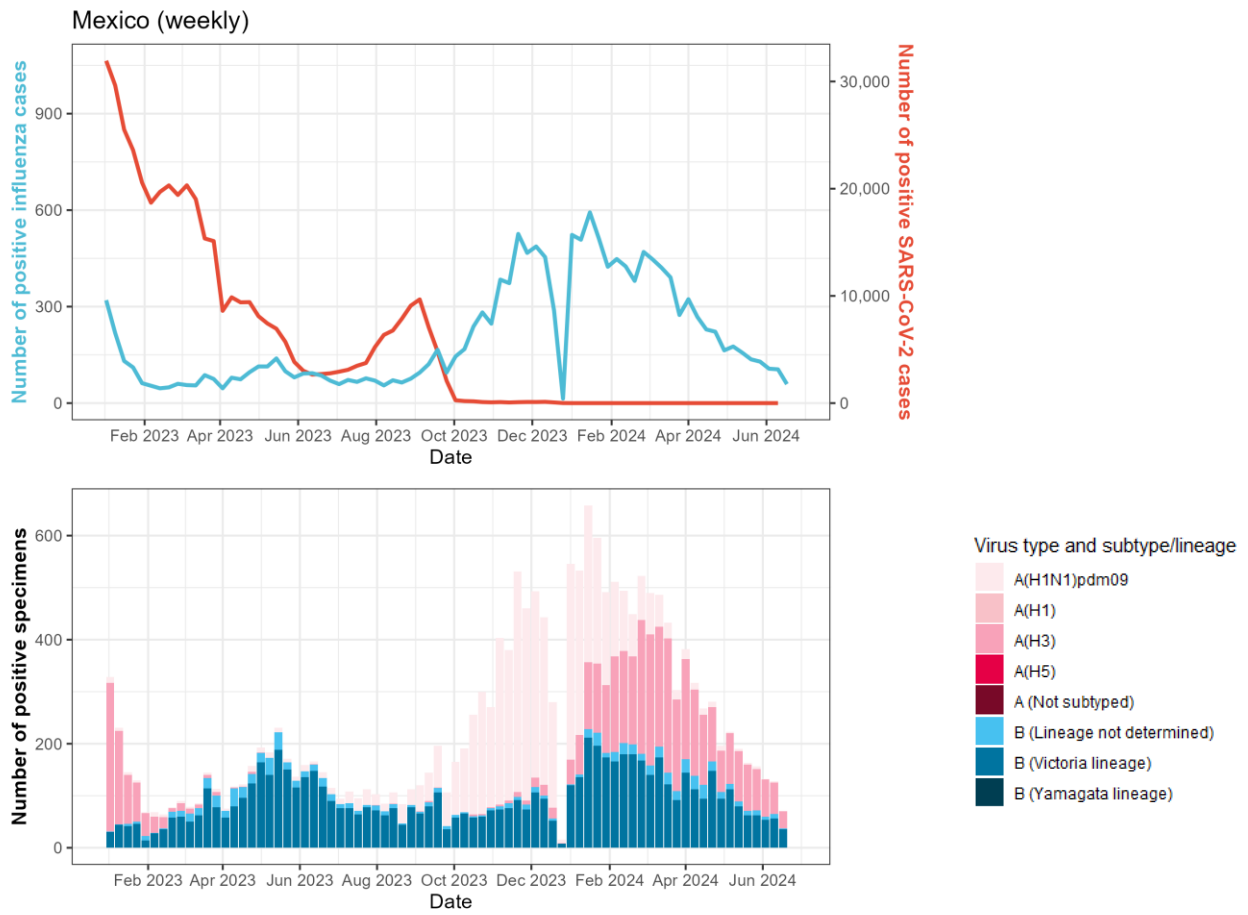 Mexico (weekly)
Number of positive influenza cases
900
600
300
0
30,000
20,000
10,000
0
Number of positive SARS-CoV-2 cases
Feb 2023 Apr 2023 Jun 2023 Aug 2023 Oct 2023 Dec 2023 Feb 2024 Apr 2024 Jun 2024
Date
Number of positive specimens
600
400
200
0
Feb 2023 Apr 2023 Jun 2023 Aug 2023 Oct 2023 Dec 2023 Feb 2024 Apr 2024 Jun 2024
Date
Virus type and subtype/lineage
A(H1N1)pdm09
A(H1)
A(H3)
A(H5)
A (Not subtyped)
B (Lineage not determined)
B (Victoria lineage)
B (Yamagata lineage)